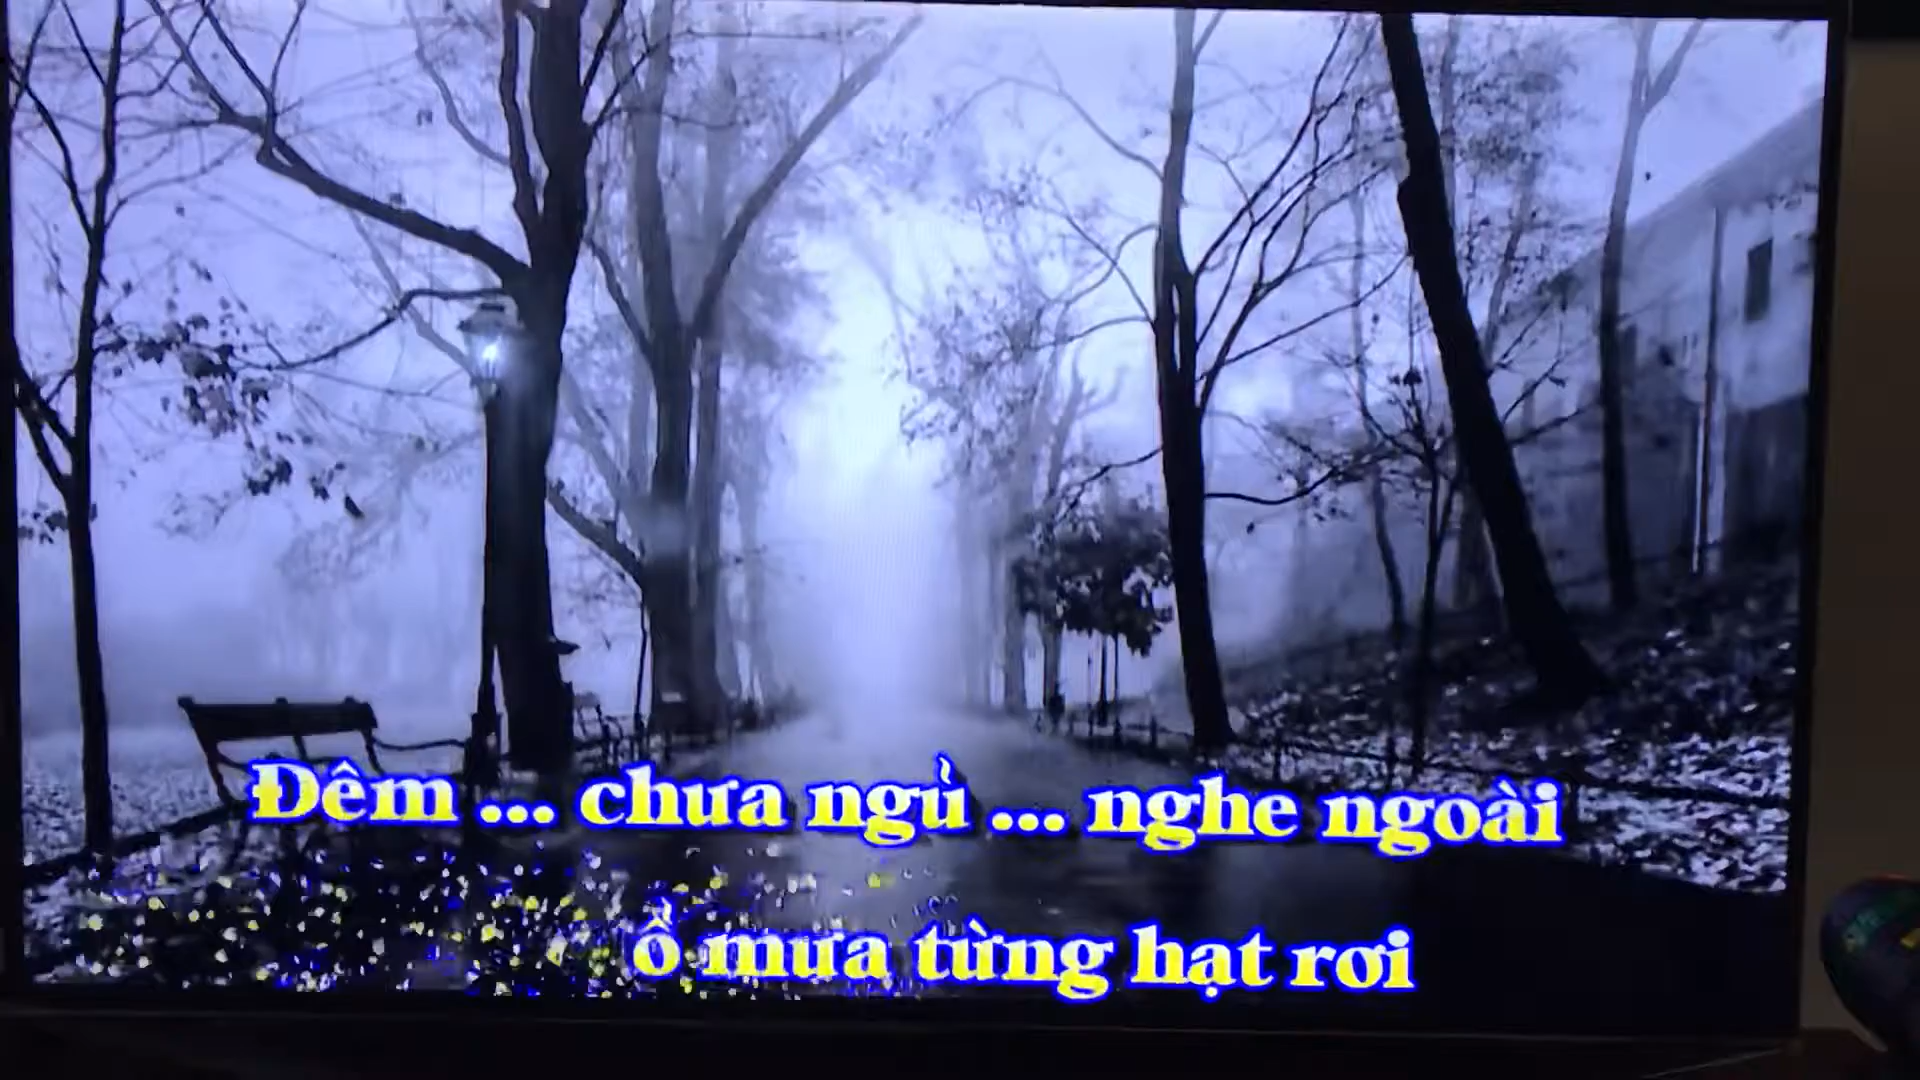 Đêm ... chưa ngủ ... nghe ngoài
ổ mưa từng hạt rơi